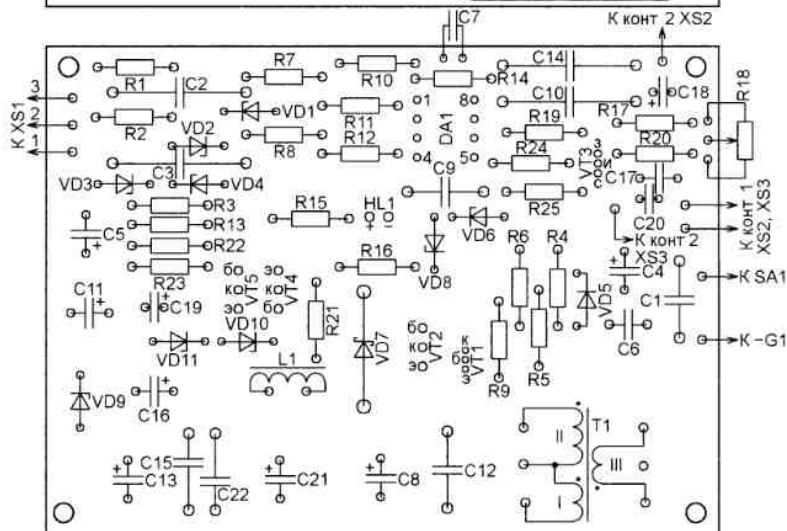 C7
К конт 2 XS2
R1
C2
R7
R10
R14
C14
C18
R18
3
2
1
К XS1
VD1
R11
1
8
C10
R17
R2
VD2
R8
R12
DA1
R19
R20
4
5
R24
VT3
з
и
с
C3
VD3
VD4
C9
R25
C17
C20
К конт 1
XS2, XS3
R3
R13
R22
R23
C5
R15
HL1
+
–
VD6
К конт 2
XS3
R16
VD8
R6
R4
C4
К SA1
C11
C19
б
к
э
VT5
э
к
б
VT4
R21
VD5
C1
C6
VD10
VD11
L1
VD7
б
к
э
VT2
к
б
э
VT1
R9
R5
К –G1
VD9
C16
II
T1
III
I
C15
C13
C22
C21
C8
C12